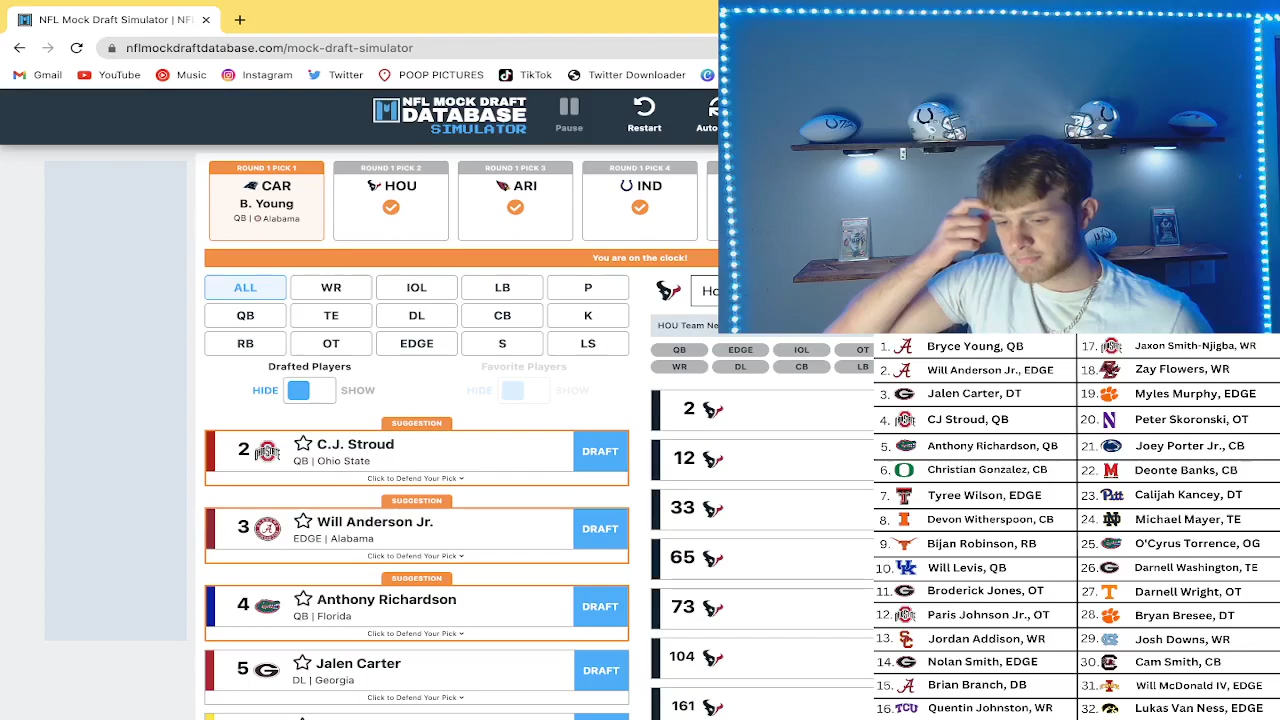 NFL Mock Draft Simulator | NFL
nflmockdraftdatabase.com/mock-draft-simulator
Gmail YouTube Music Instagram Twitter POOP PICTURES TikTok Twitter Downloader
NFL MOCK DRAFT
DATABASE
SIMULATOR
Pause Restart Auto
ROUND 1 PICK 1 ROUND 1 PICK 2 ROUND 1 PICK 3 ROUND 1 PICK 4
CAR HOU ARI IND
B. Young
QB | Alabama
You are on the clock!
ALL WR IOL LB P
QB TE DL CB K
RB OT EDGE S LS
Drafted Players Favorite Players
HIDE SHOW HIDE SHOW
SUGGESTION
2 C.J. Stroud DRAFT
QB | Ohio State
Click to Defend Your Pick
SUGGESTION
3 Will Anderson Jr. DRAFT
EDGE | Alabama
Click to Defend Your Pick
SUGGESTION
4 Anthony Richardson DRAFT
QB | Florida
Click to Defend Your Pick
5 Jalen Carter DRAFT
DL | Georgia
Click to Defend Your Pick
Ho
HOU Team Ne
QB EDGE IOL OT
WR DL CB LB
2
12
33
65
73
104
161
1. Bryce Young, QB
2. Will Anderson Jr., EDGE
3. Jalen Carter, DT
4. CJ Stroud, QB
5. Anthony Richardson, QB
6. Christian Gonzalez, CB
7. Tyree Wilson, EDGE
8. Devon Witherspoon, CB
9. Bijan Robinson, RB
10. Will Levis, QB
11. Broderick Jones, OT
12. Paris Johnson Jr., OT
13. Jordan Addison, WR
14. Nolan Smith, EDGE
15. Brian Branch, DB
16. Quentin Johnston, WR
17. Jaxon Smith-Njigba, WR
18. Zay Flowers, WR
19. Myles Murphy, EDGE
20. Peter Skoronski, OT
21. Joey Porter Jr., CB
22. Deonte Banks, CB
23. Calijah Kancey, DT
24. Michael Mayer, TE
25. O'Cyrus Torrence, OG
26. Darnell Washington, TE
27. Darnell Wright, OT
28. Bryan Bresee, DT
29. Josh Downs, WR
30. Cam Smith, CB
31. Will McDonald IV, EDGE
32. Lukas Van Ness, EDGE